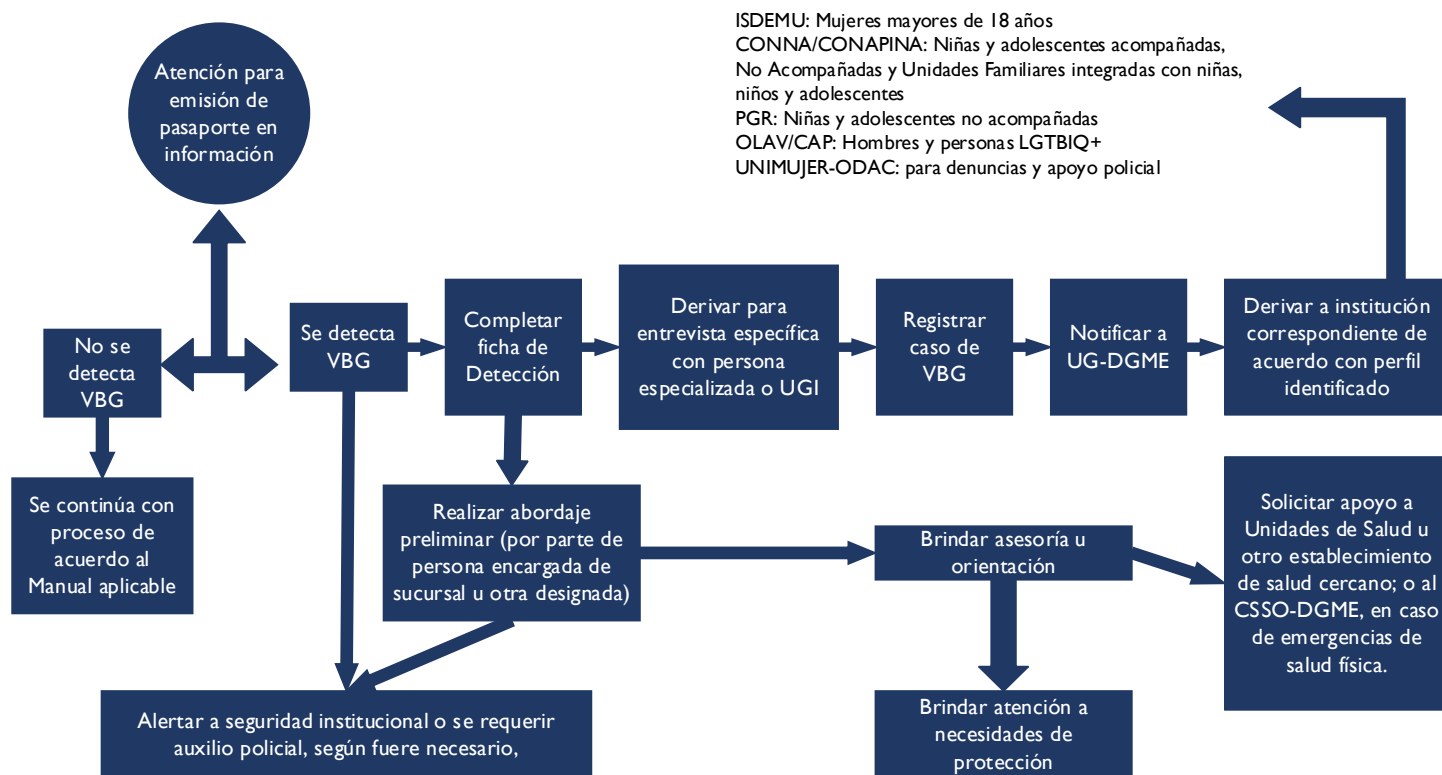 ISDEMU: Mujeres mayores de 18 años
CONNA/CONAPINA: Niñas y adolescentes acompañadas,
No Acompañadas y Unidades Familiares integradas con niñas,
niños y adolescentes
PGR: Niñas y adolescentes no acompañadas
OLAV/CAP: Hombres y personas LGTBIQ+
UNIMUJER-ODAC: para denuncias y apoyo policial
Atención para
emisión de
pasaporte en
información
No se
detecta
VBG
Se detecta
VBG
Completar
ficha de
Detección
Derivar para
entrevista específica
con persona
especializada o UGI
Registrar
caso de
VBG
Notificar a
UG-DGME
Derivar a institución
correspondiente de
acuerdo con perfil
identificado
Se continúa con
proceso de
acuerdo al
Manual aplicable
Realizar abordaje
preliminar (por parte de
persona encargada de
sucursal u otra designada)
Brindar asesoría u
orientación
Solicitar apoyo a
Unidades de Salud u
otro establecimiento
de salud cercano; o al
CSSO-DGME, en caso
de emergencias de
salud física.
Alertar a seguridad institucional o se requerir
auxilio policial, según fuere necesario,
Brindar atención a
necesidades de
protección